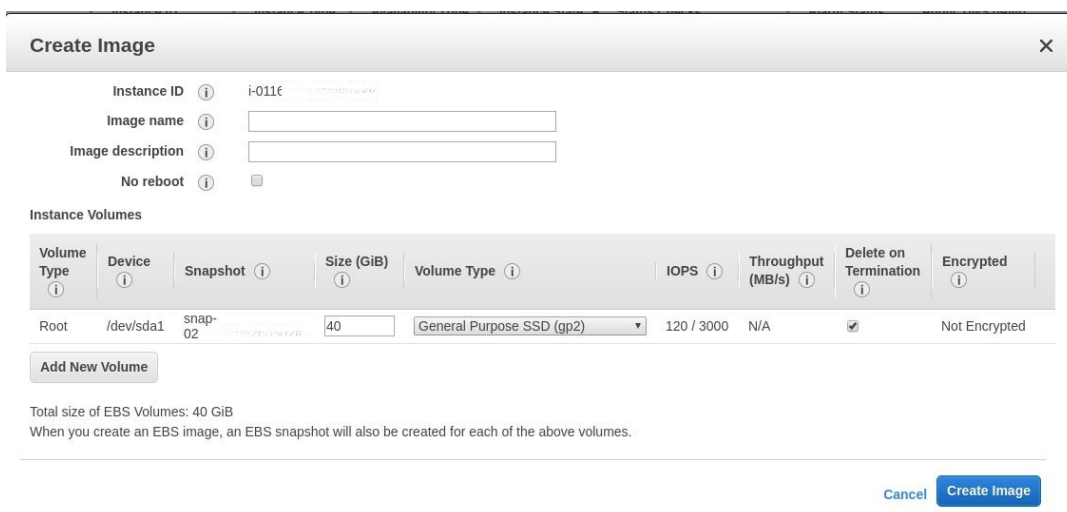 Create Image
Instance ID i-0116
Image name
Image description
No reboot
Instance Volumes
Volume Type Device Snapshot Size (GiB) Volume Type IOPS Throughput (MB/s) Delete on Termination Encrypted
Root /dev/sda1 snap-02 40 General Purpose SSD (gp2) 120 / 3000 N/A Not Encrypted
Add New Volume
Total size of EBS Volumes: 40 GiB
When you create an EBS image, an EBS snapshot will also be created for each of the above volumes.
Cancel Create Image